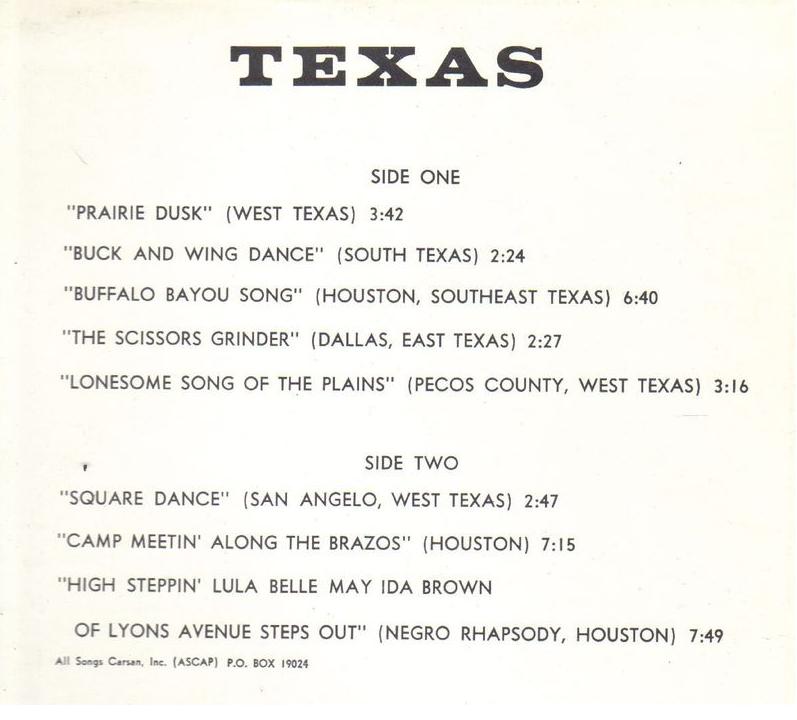 TEXAS
SIDE ONE
"PRAIRIE DUSK" (WEST TEXAS) 3:42
"BUCK AND WING DANCE" (SOUTH TEXAS) 2:24
"BUFFALO BAYOU SONG" (HOUSTON, SOUTHEAST TEXAS) 6:40
"THE SCISSORS GRINDER" (DALLAS, EAST TEXAS) 2:27
"LONESOME SONG OF THE PLAINS" (PECOS COUNTY, WEST TEXAS) 3:16
SIDE TWO
"SQUARE DANCE" (SAN ANGELO, WEST TEXAS) 2:47
"CAMP MEETIN' ALONG THE BRAZOS" (HOUSTON) 7:15
"HIGH STEPPIN' LULA BELLE MAY IDA BROWN
OF LYONS AVENUE STEPS OUT" (NEGRO RHAPSODY, HOUSTON) 7:49
All Songs Carsan, Inc. (ASCAP) P.O. BOX 19024